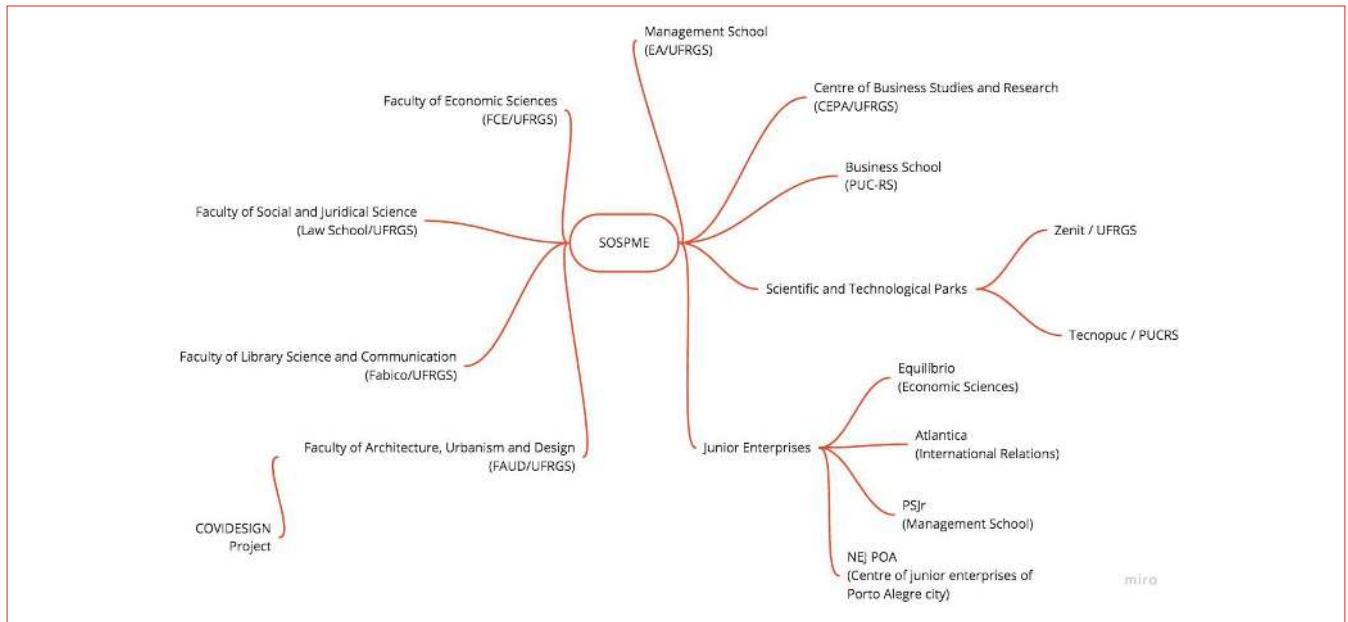 Management School
(EA/UFRGS)
Centre of Business Studies and Research
(CEPA/UFRGS)
Faculty of Economic Sciences
(FCE/UFRGS)
Business School
(PUC-RS)
Faculty of Social and Juridical Science
(Law School/UFRGS)
SOSPME
Zenit / UFRGS
Scientific and Technological Parks
Tecnopuc / PUCRS
Faculty of Library Science and Communication
(Fabico/UFRGS)
Equilíbrio
(Economic Sciences)
Faculty of Architecture, Urbanism and Design
(FAUD/UFRGS)
Junior Enterprises
Atlantica
(International Relations)
PSJr
(Management School)
COVIDESIGN
Project
NEJ POA
(Centre of junior enterprises of
Porto Alegre city)
miro